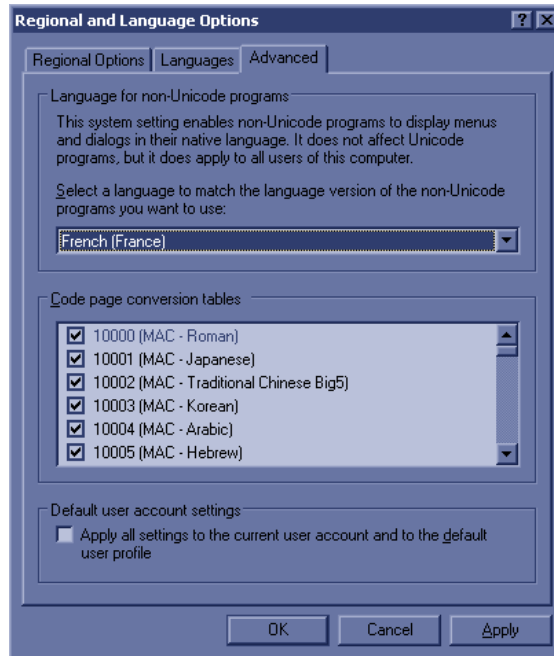 Regional and Language Options
Regional Options Languages Advanced
Language for non-Unicode programs
This system setting enables non-Unicode programs to display menus
and dialogs in their native language. It does not affect Unicode
programs, but it does apply to all users of this computer.
Select a language to match the language version of the non-Unicode
programs you want to use:
French (France)
Code page conversion tables
10000 (MAC - Roman)
10001 (MAC - Japanese)
10002 (MAC - Traditional Chinese Big5)
10003 (MAC - Korean)
10004 (MAC - Arabic)
10005 (MAC - Hebrew)
Default user account settings
Apply all settings to the current user account and to the default
user profile
OK Cancel Apply